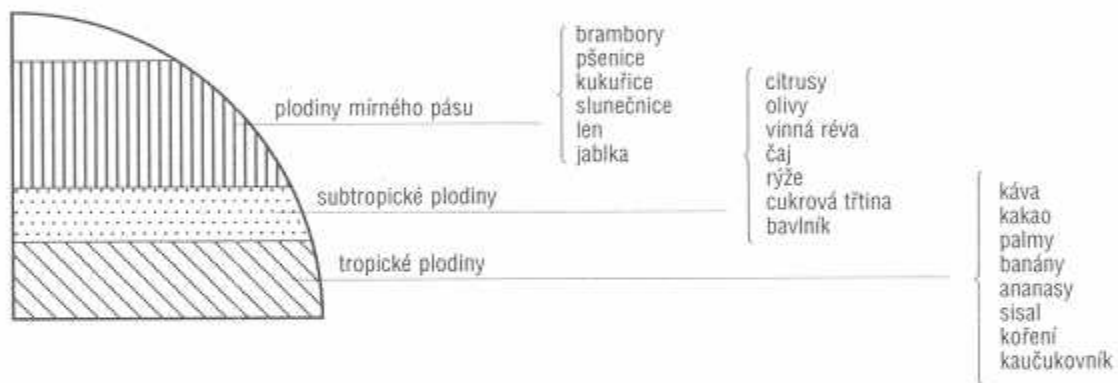 plodiny mírného pásu
brambory
pšenice
kukuřice
slunečnice
len
jablka
subtropické plodiny
citrusy
olivy
vinná réva
čaj
rýže
cukrová třtina
bavlník
tropické plodiny
káva
kakao
palmy
banány
ananasy
sisal
koření
kaučukovník